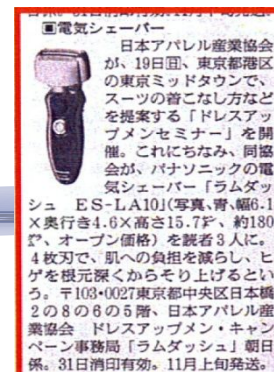 ■電気シェーバー
日本アパレル産業協会
が、19日㊐、東京都港区
の東京ミッドタウンで、
スーツの着こなし方など
を提案する「ドレスアッ
プメンセミナー」を開
催。これにちなみ、同協
会が、パナソニックの電
気シェーバー「ラムダッ
シュ ES-LA10」(写真、青、幅6.1
×奥行き4.6×高さ15.7㌢、約180
㌘、オープン価格)を読者3人に。
4枚刃で、肌への負担を減らし、ヒ
ゲを根元深くからそり上げるとい
う。〒103・0027東京都中央区日本橋
2の8の6の5階、日本アパレル産
業協会 ドレスアップメン・キャン
ペーン事務局「ラムダッシュ」朝日
係。31日消印有効。11月上旬発送。